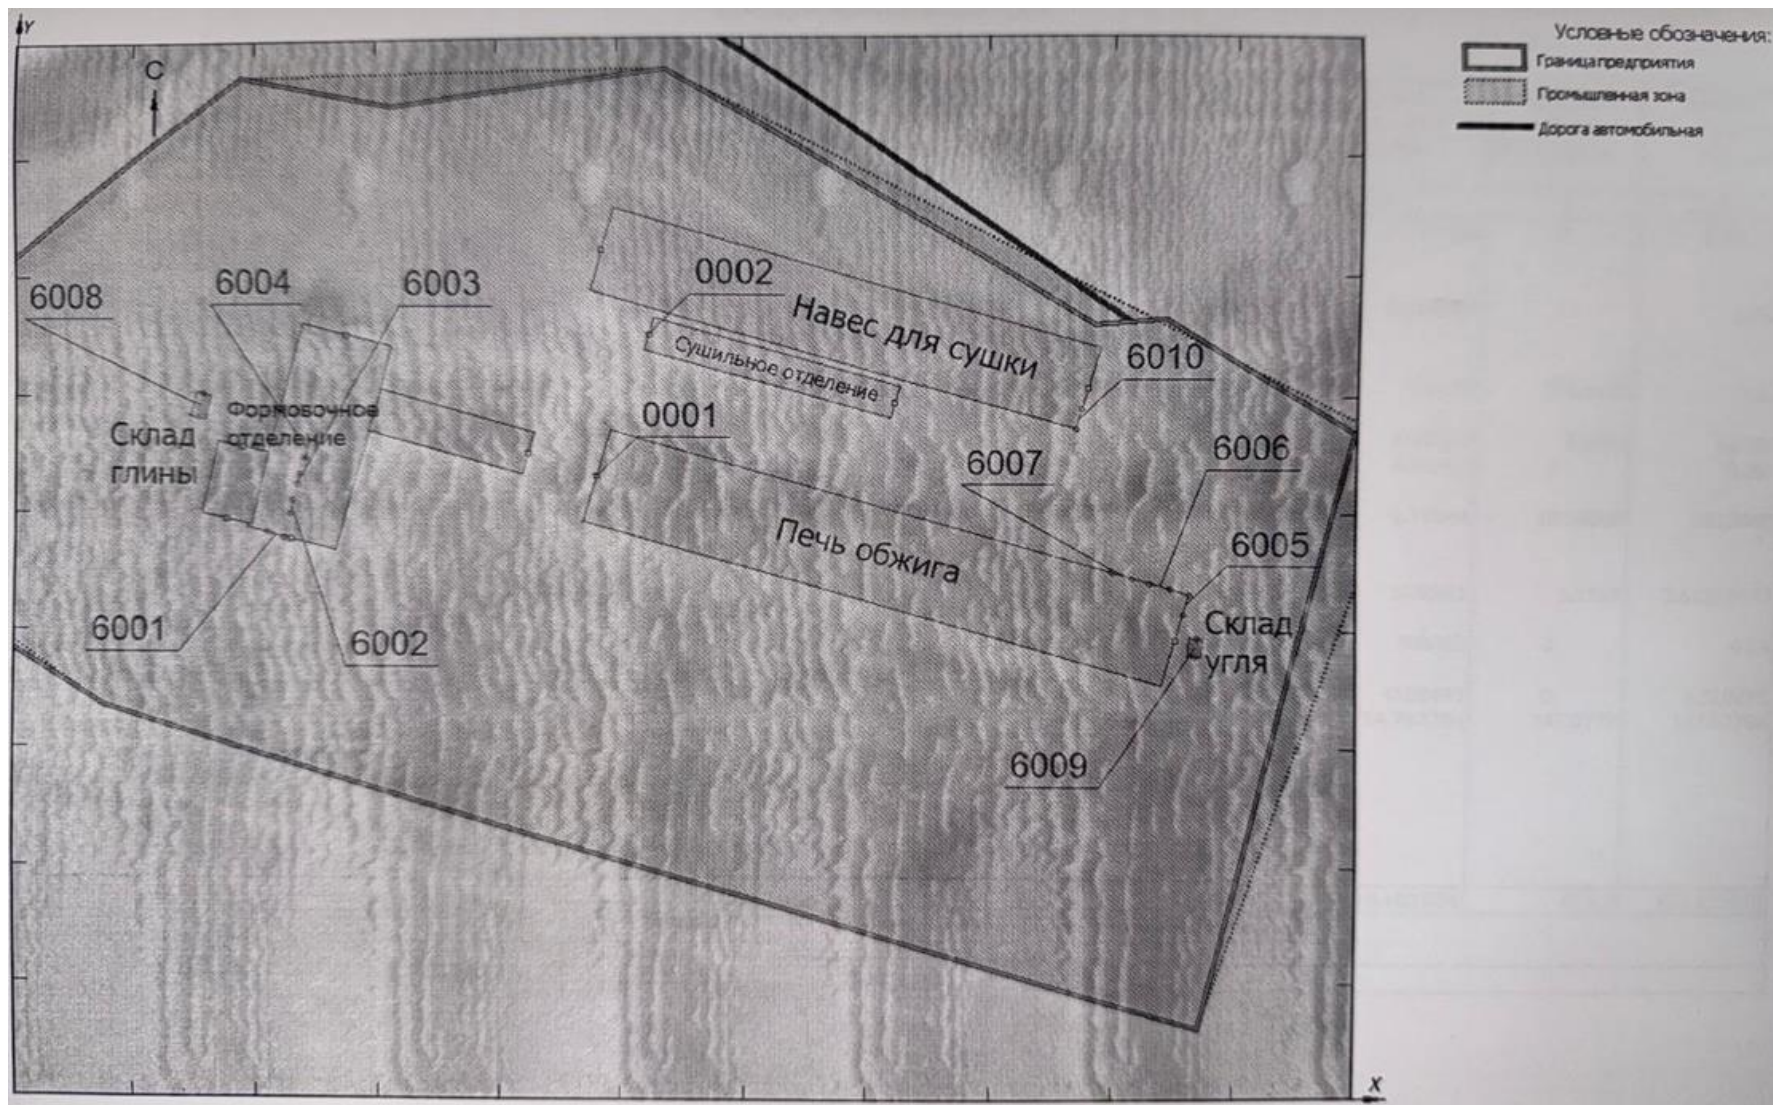 Y
Условные обозначения:
Граница предприятия
Промышленная зона
Дорога автомобильная
С
6008
6004
6003
0002
Навес для сушки
Сушильное отделение
6010
0001
Формовочное
отделение
Склад
глины
6007
6006
6005
Печь обжига
Склад
угля
6001
6002
6009
X